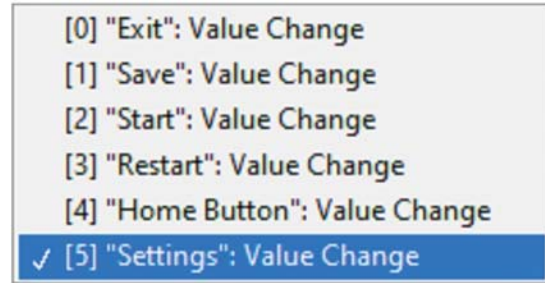 [0] "Exit": Value Change
[1] "Save": Value Change
[2] "Start": Value Change
[3] "Restart": Value Change
[4] "Home Button": Value Change
✓ [5] "Settings": Value Change